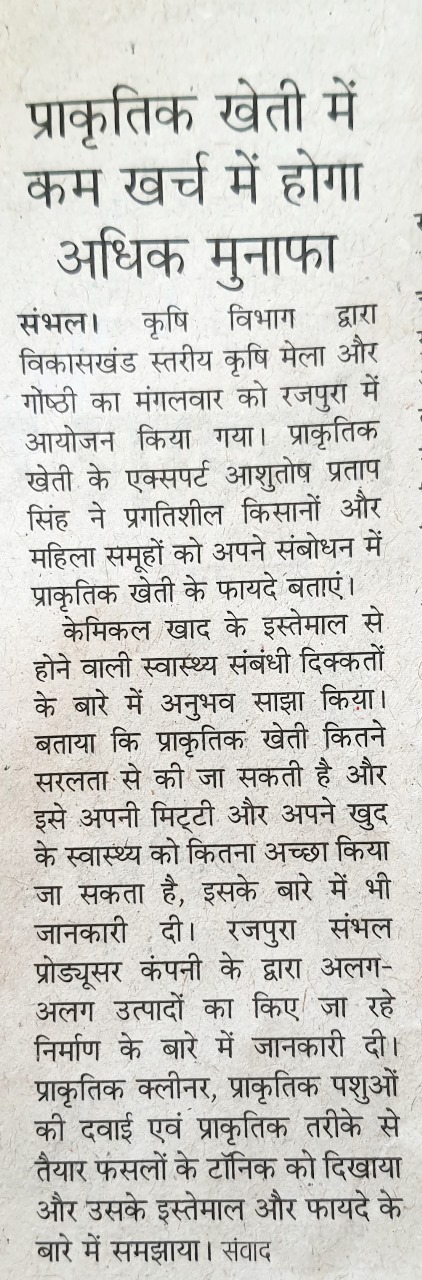 प्राकृतिक खेती में
कम खर्च में होगा
अधिक मुनाफा
संभल। कृषि विभाग द्वारा
विकासखंड स्तरीय कृषि मेला और
गोष्ठी का मंगलवार को रजपुरा में
आयोजन किया गया। प्राकृतिक
खेती के एक्सपर्ट आशुतोष प्रताप
सिंह ने प्रगतिशील किसानों और
महिला समूहों को अपने संबोधन में
प्राकृतिक खेती के फायदे बताएं।
केमिकल खाद के इस्तेमाल से
होने वाली स्वास्थ्य संबंधी दिक्कतों
के बारे में अनुभव साझा किया।
बताया कि प्राकृतिक खेती कितने
सरलता से की जा सकती है और
इसे अपनी मिट्टी और अपने खुद
के स्वास्थ्य को कितना अच्छा किया
जा सकता है, इसके बारे में भी
जानकारी दी। रजपुरा संभल
प्रोड्यूसर कंपनी के द्वारा अलग-
अलग उत्पादों का किए जा रहे
निर्माण के बारे में जानकारी दी।
प्राकृतिक क्लीनर, प्राकृतिक पशुओं
की दवाई एवं प्राकृतिक तरीके से
तैयार फसलों के टॉनिक को दिखाया
और उसके इस्तेमाल और फायदे के
बारे में समझाया। संवाद